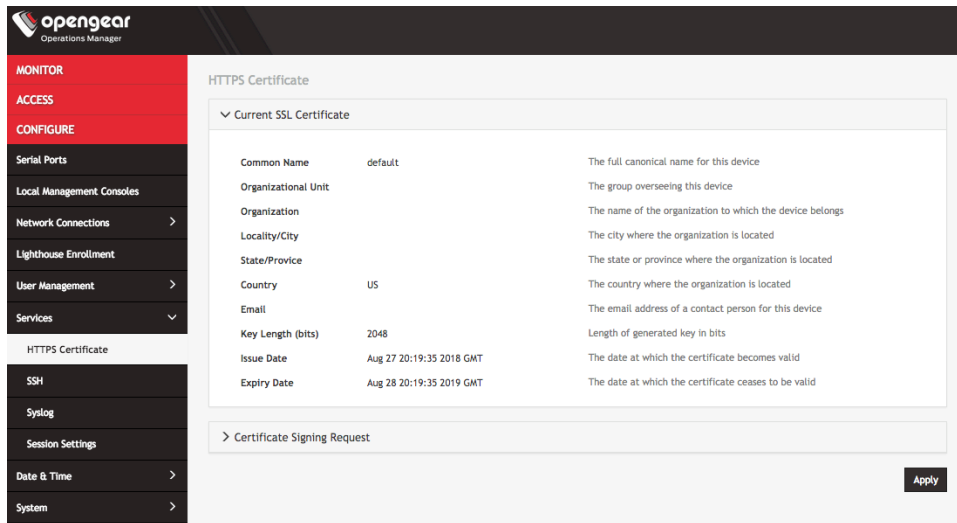 opengear
Operations Manager
MONITOR
ACCESS
CONFIGURE
Serial Ports
Local Management Consoles
Network Connections
Lighthouse Enrollment
User Management
Services
HTTPS Certificate
SSH
Syslog
Session Settings
Date & Time
System
HTTPS Certificate
Current SSL Certificate
Common Name default The full canonical name for this device
Organizational Unit The group overseeing this device
Organization The name of the organization to which the device belongs
Locality/City The city where the organization is located
State/Provice The state or province where the organization is located
Country US The country where the organization is located
Email The email address of a contact person for this device
Key Length (bits) 2048 Length of generated key in bits
Issue Date Aug 27 20:19:35 2018 GMT The date at which the certificate becomes valid
Expiry Date Aug 28 20:19:35 2019 GMT The date at which the certificate ceases to be valid
Certificate Signing Request
Apply